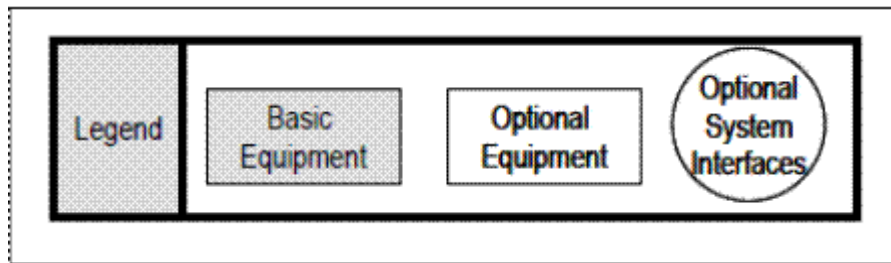 Legend
Basic
Equipment
Optional
Equipment
Optional
System
Interfaces